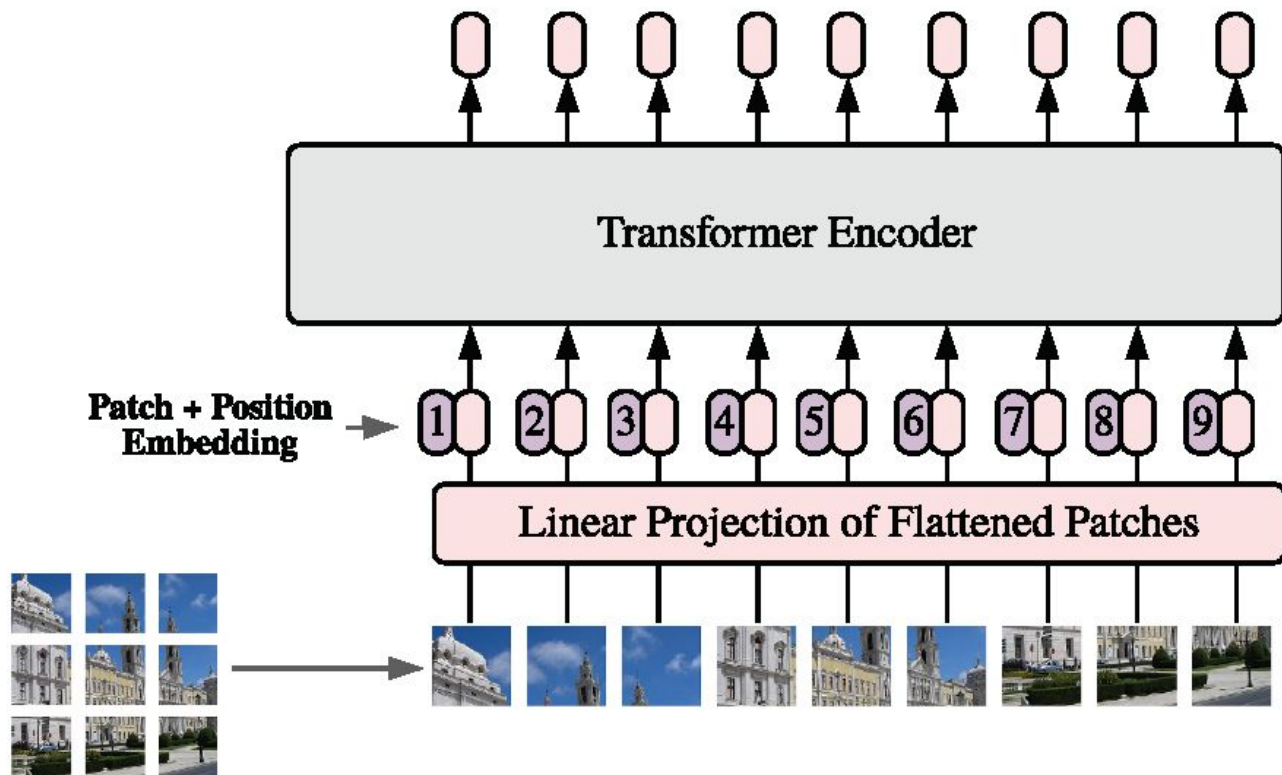 Transformer Encoder
Patch + Position
Embedding
1 2 3 4 5 6 7 8 9
Linear Projection of Flattened Patches